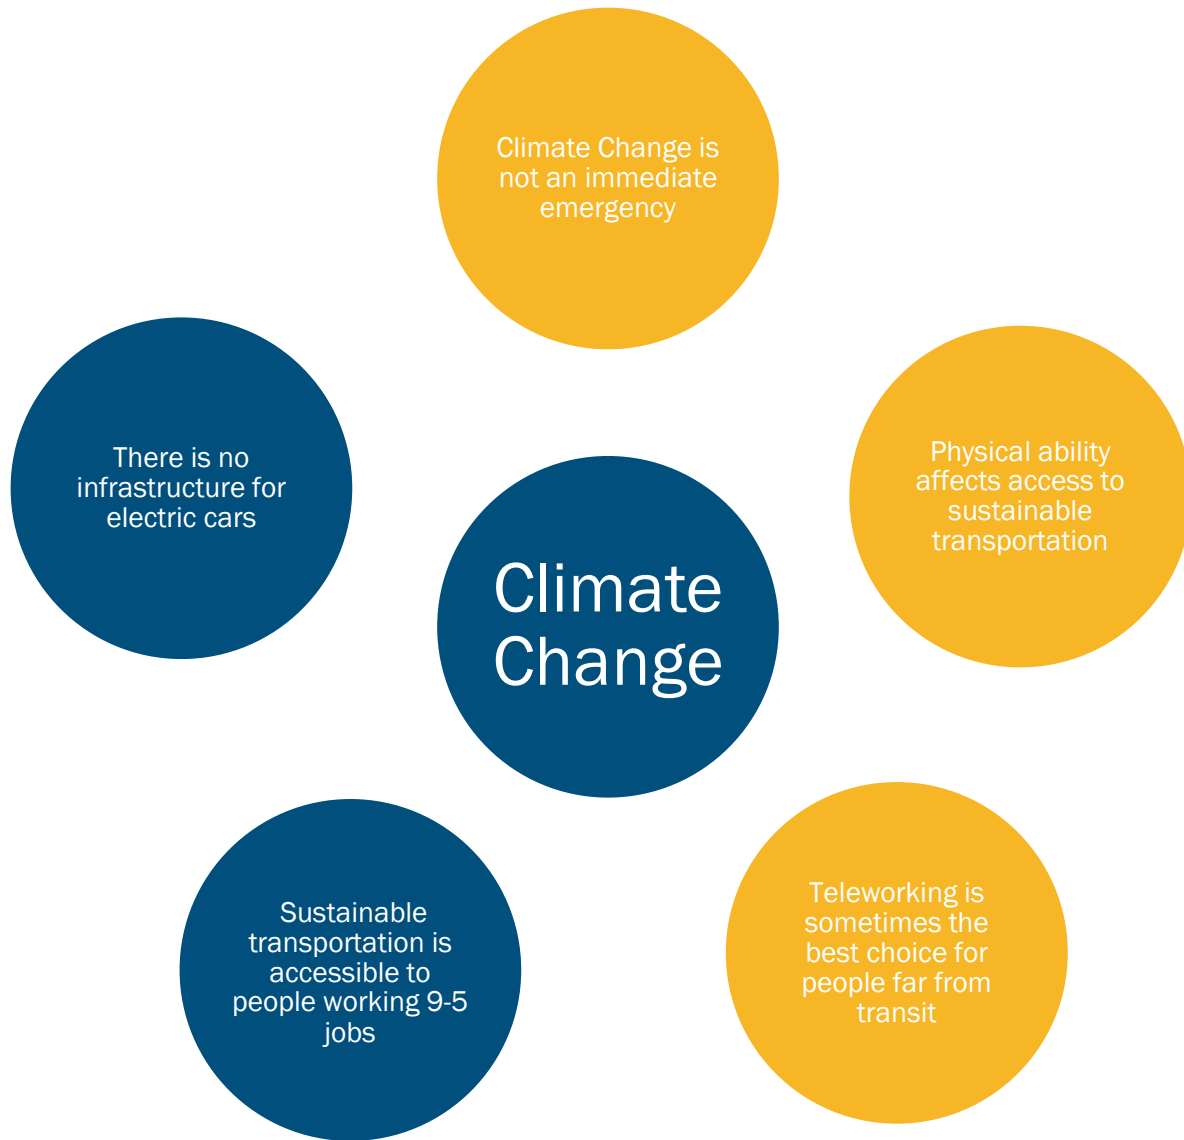 Climate Change is
not an immediate
emergency
There is no
infrastructure for
electric cars
Physical ability
affects access to
sustainable
transportation
Climate
Change
Sustainable
transportation is
accessible to
people working 9-5
jobs
Teleworking is
sometimes the
best choice for
people far from
transit